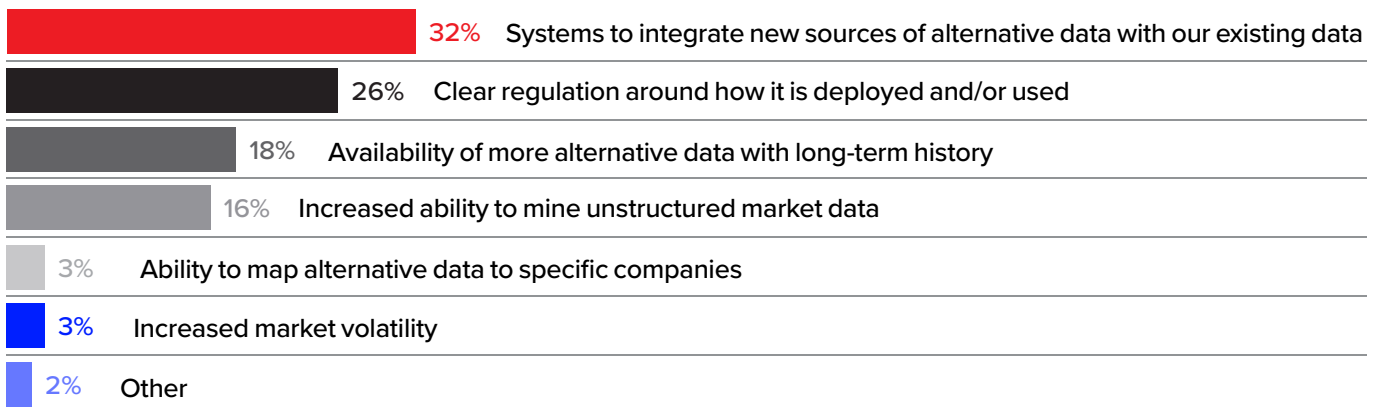 32% Systems to integrate new sources of alternative data with our existing data
26% Clear regulation around how it is deployed and/or used
18% Availability of more alternative data with long-term history
16% Increased ability to mine unstructured market data
3% Ability to map alternative data to specific companies
3% Increased market volatility
2% Other